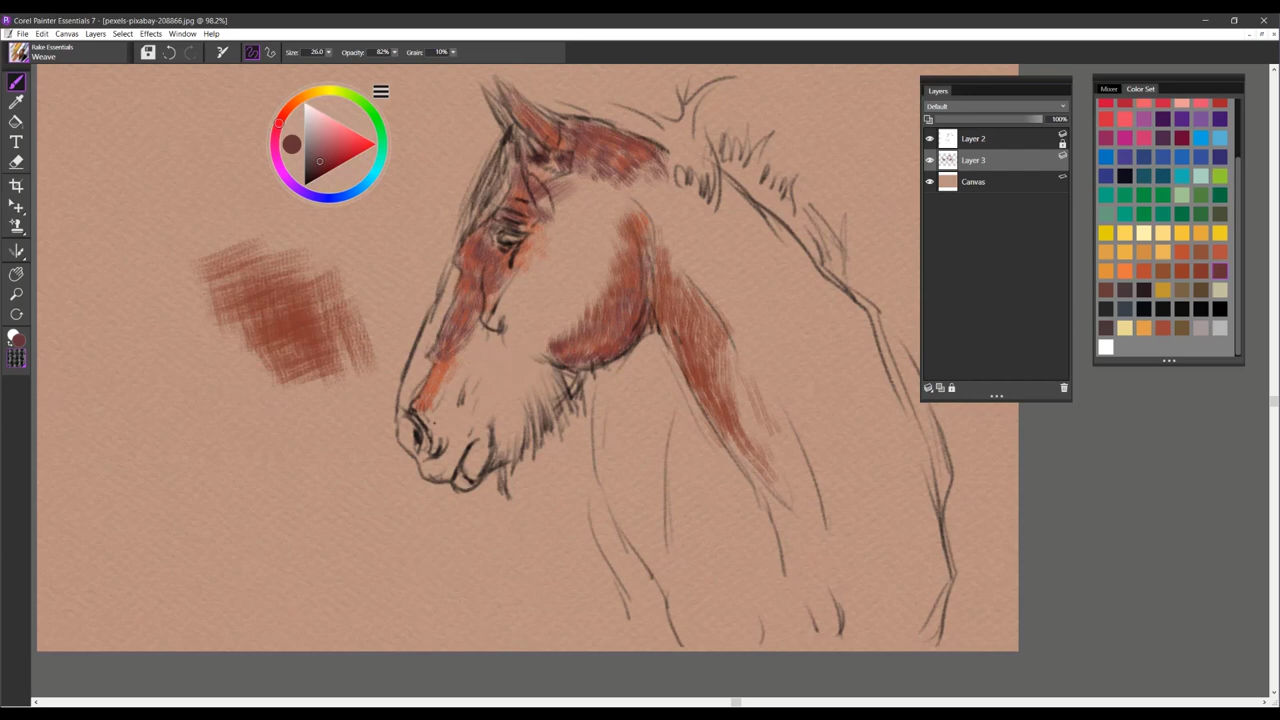 Corel Painter Essentials 7 - [pexels-pixabay-208866.jpg @ 98.2%]
File Edit Canvas Layers Select Effects Window Help
Rake Essentials
Weave
Size: 26.0 Opacity: 82% Grain: 10%
Layers
Default
100%
Layer 2
Layer 3
Canvas
Mixer Color Set